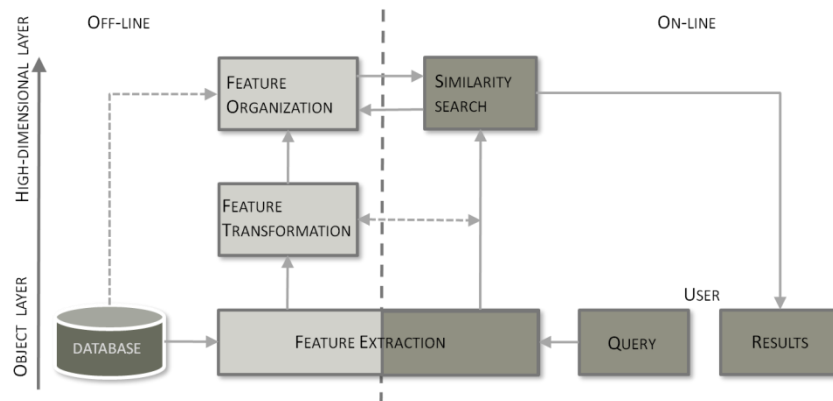 OFF-LINE
ON-LINE
HIGH-DIMENSIONAL LAYER
OBJECT LAYER
FEATURE
ORGANIZATION
SIMILARITY
SEARCH
FEATURE
TRANSFORMATION
USER
DATABASE
FEATURE EXTRACTION
QUERY
RESULTS